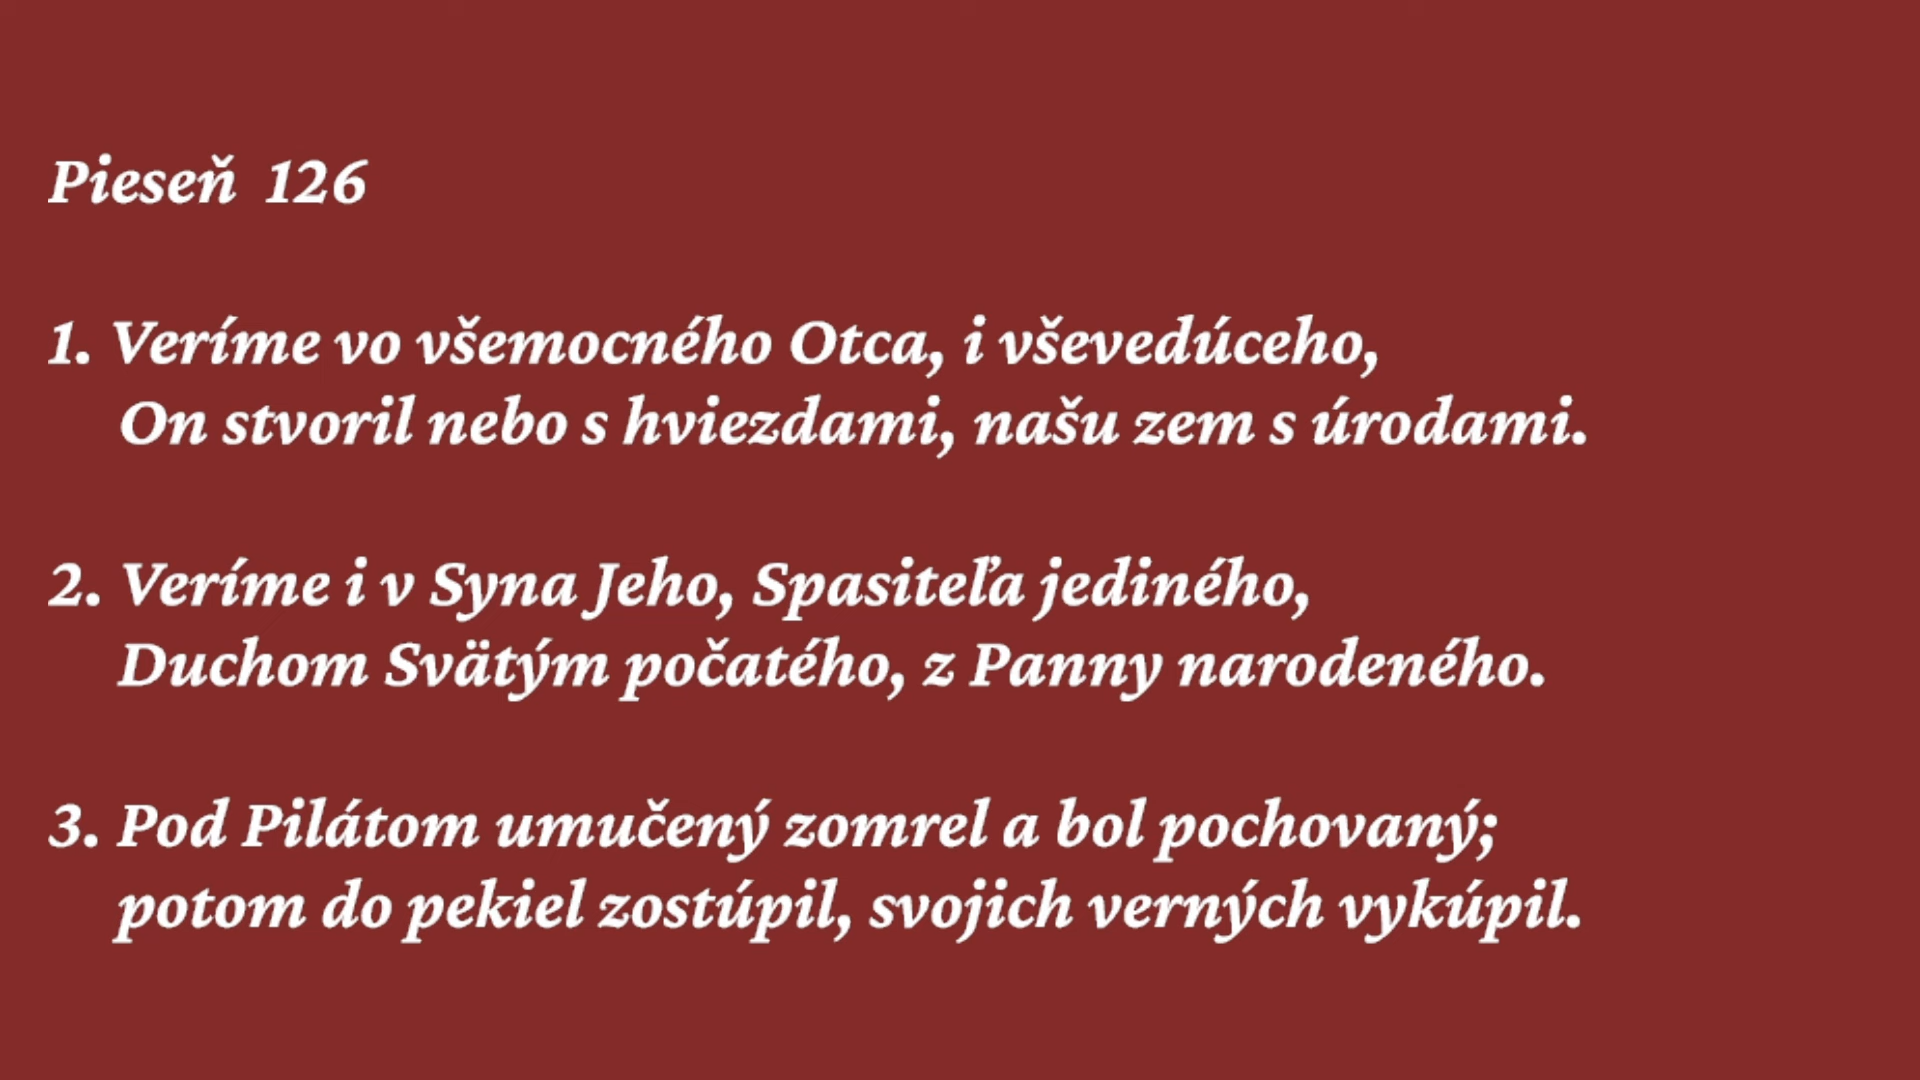 Pieseň 126
1. Veríme vo všemocného Otca, i vševedúceho,
On stvoril nebo s hviezdami, našu zem s úrodami.
2. Veríme i v Syna Jeho, Spasiteľa jediného,
Duchom Svätým počatého, z Panny narodeného.
3. Pod Pilátom umučený zomrel a bol pochovaný;
potom do pekiel zostúpil, svojich verných vykúpil.